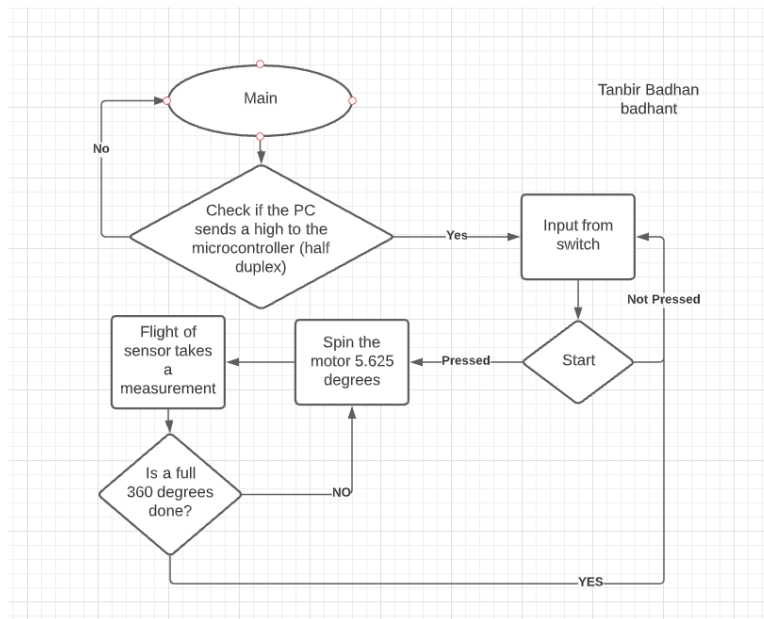 Main
Tanbir Badhan
badhant
No
Check if the PC
sends a high to the
microcontroller (half
duplex)
Yes
Input from
switch
Not Pressed
Flight of
sensor takes
a
measurement
Spin the
motor 5.625
degrees
Pressed
Start
Is a full
360 degrees
done?
NO
YES